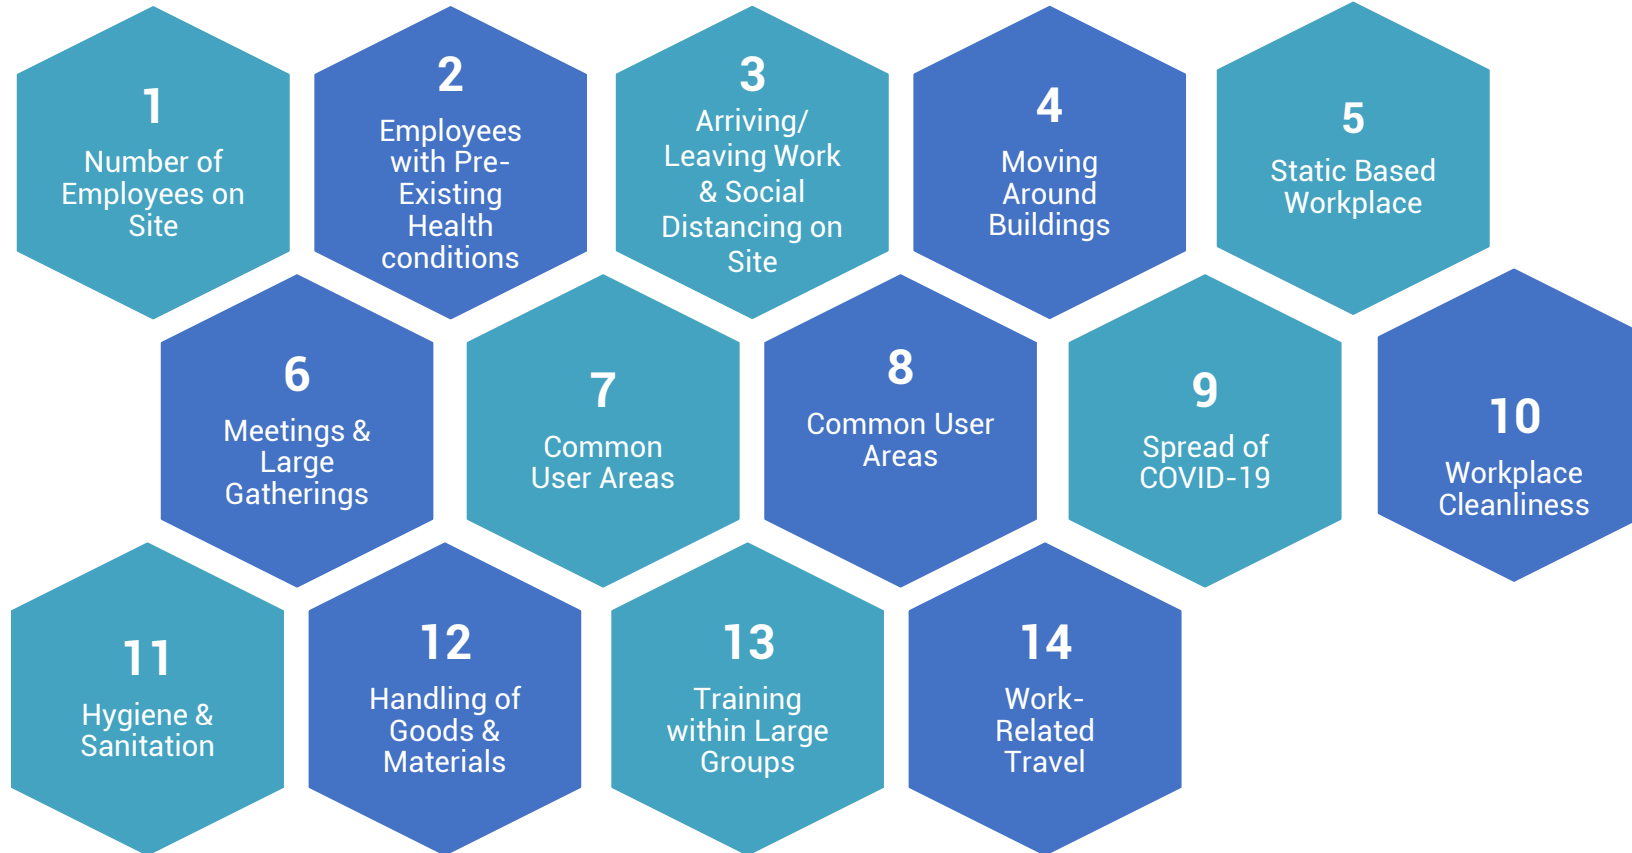 1
Number of
Employees on
Site
2
Employees
with Pre-
Existing
Health
conditions
3
Arriving/
Leaving Work
& Social
Distancing on
Site
4
Moving
Around
Buildings
5
Static Based
Workplace
6
Meetings &
Large
Gatherings
7
Common
User Areas
8
Common User
Areas
9
Spread of
COVID-19
10
Workplace
Cleanliness
11
Hygiene &
Sanitation
12
Handling of
Goods &
Materials
13
Training
within Large
Groups
14
Work-
Related
Travel